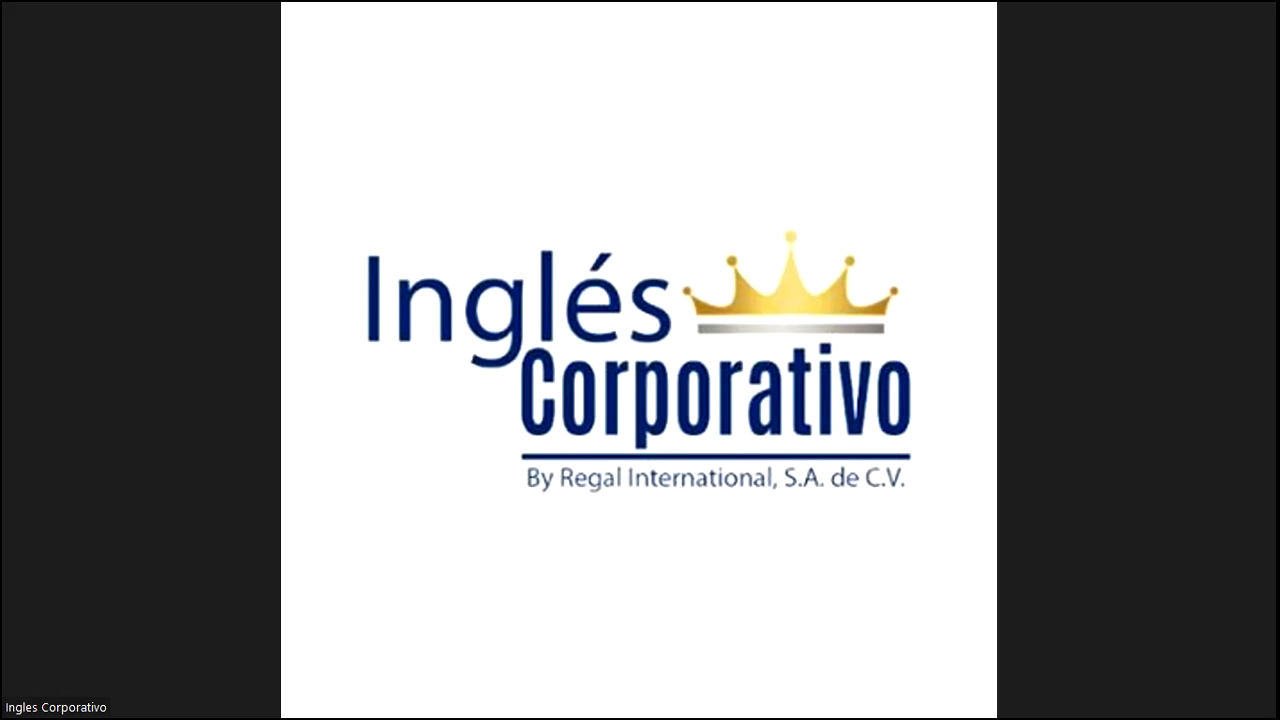 Inglés
Corporativo
By Regal International, S.A. de C.V.
Ingles Corporativo